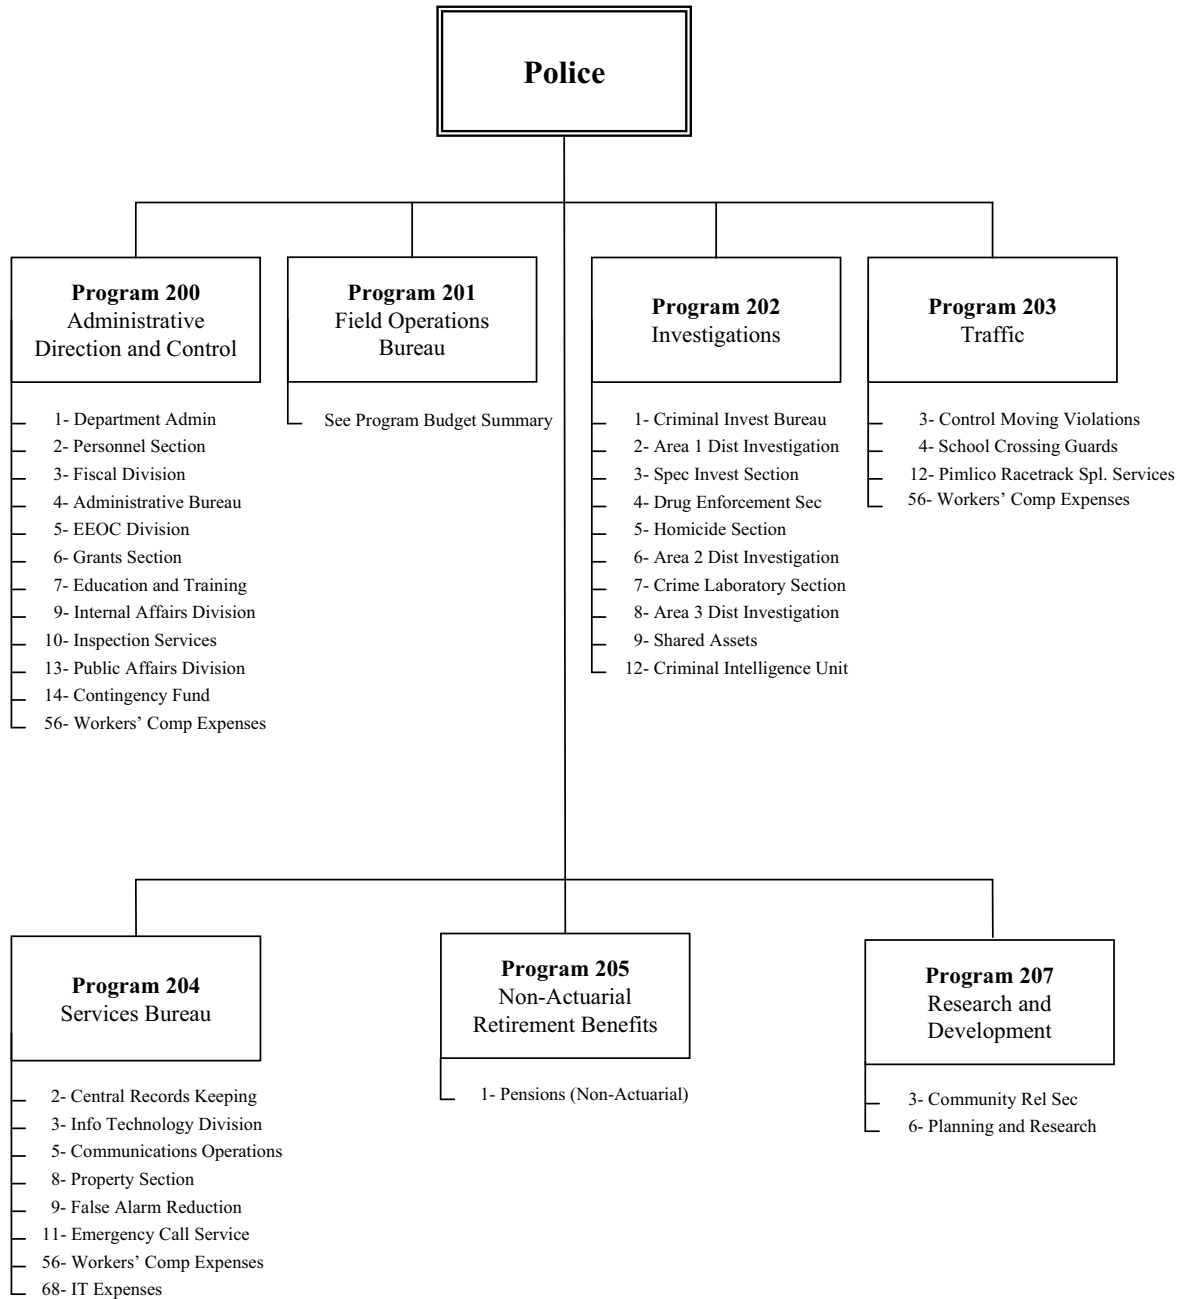 Police
Program 200
Administrative
Direction and Control
1- Department Admin
2- Personnel Section
3- Fiscal Division
4- Administrative Bureau
5- EEOC Division
6- Grants Section
7- Education and Training
9- Internal Affairs Division
10- Inspection Services
13- Public Affairs Division
14- Contingency Fund
56- Workers’ Comp Expenses
Program 201
Field Operations
Bureau
See Program Budget Summary
Program 202
Investigations
1- Criminal Invest Bureau
2- Area 1 Dist Investigation
3- Spec Invest Section
4- Drug Enforcement Sec
5- Homicide Section
6- Area 2 Dist Investigation
7- Crime Laboratory Section
8- Area 3 Dist Investigation
9- Shared Assets
12- Criminal Intelligence Unit
Program 203
Traffic
3- Control Moving Violations
4- School Crossing Guards
12- Pimlico Racetrack Spl. Services
56- Workers’ Comp Expenses
Program 204
Services Bureau
2- Central Records Keeping
3- Info Technology Division
5- Communications Operations
8- Property Section
9- False Alarm Reduction
11- Emergency Call Service
56- Workers’ Comp Expenses
68- IT Expenses
Program 205
Non-Actuarial
Retirement Benefits
1- Pensions (Non-Actuarial)
Program 207
Research and
Development
3- Community Rel Sec
6- Planning and Research